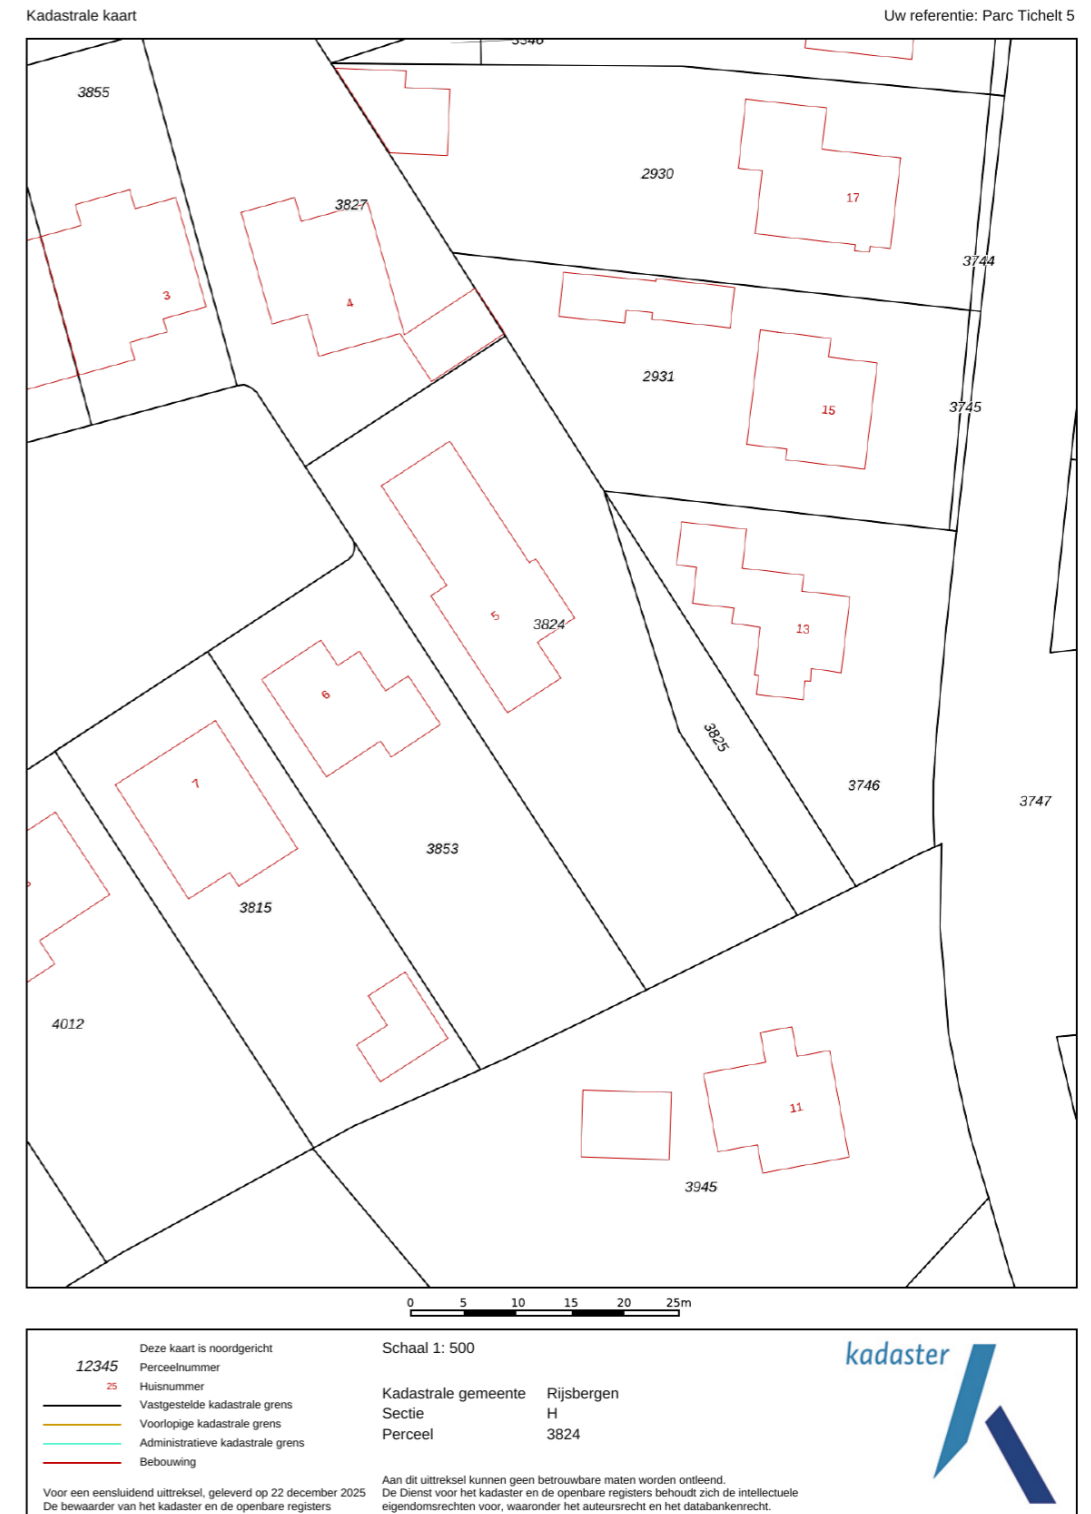 Kadastrale kaart
Uw referentie: Parc Tichelt 5
3346
3855
2930
17
3827
3744
3
4
2931
15
3745
5
3824
13
6
3825
7
3746
3747
3853
3815
4012
11
3945
0 5 10 15 20 25m
Deze kaart is noordgericht
12345 Perceelnummer
25 Huisnummer
Vastgestelde kadastrale grens
Voorlopige kadastrale grens
Administratieve kadastrale grens
Bebouwing
Voor een eensluidend uittreksel, geleverd op 22 december 2025
De bewaarder van het kadaster en de openbare registers
Schaal 1: 500
Kadastrale gemeente Rijsbergen
Sectie H
Perceel 3824
Aan dit uittreksel kunnen geen betrouwbare maten worden ontleend.
De Dienst voor het kadaster en de openbare registers behoudt zich de intellectuele
eigendomsrechten voor, waaronder het auteursrecht en het databankenrecht.
kadaster